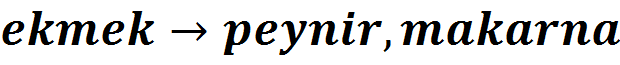 ekmek → peynir, makarna